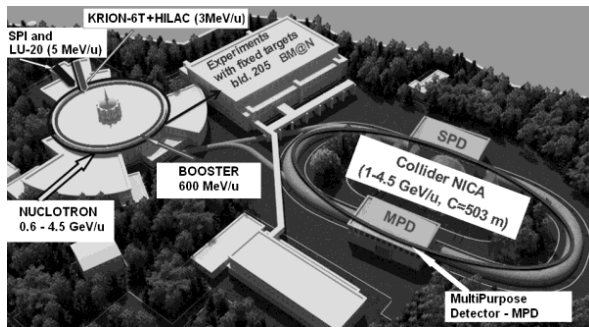 KRION-6T+HILAC (3MeV/u)
SPI and
LU-20 (5 MeV/u)
Experiments
with fixed targets
bld. 205 BM@N
BOOSTER
600 MeV/u
NUCLOTRON
0.6 - 4.5 GeV/u
SPD
Collider NICA
(1-4.5 GeV/u, C=503 m)
MPD
MultiPurpose
Detector - MPD